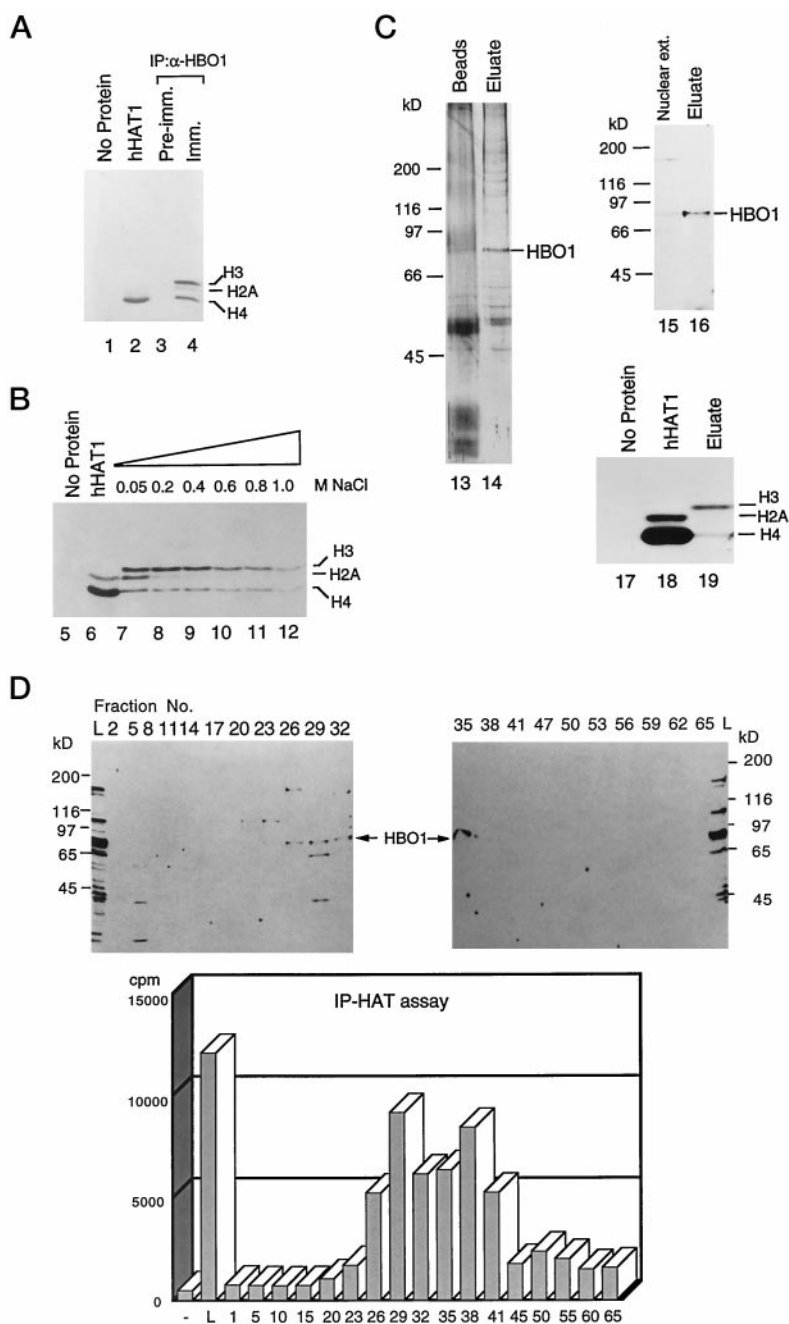 A
IP:α-HBO1
No Protein
hHAT1
Pre-imm.
Imm.
H3
H2A
H4
1 2 3 4
B
No Protein
hHAT1
0.05 0.2 0.4 0.6 0.8 1.0 M NaCl
H3
H2A
H4
5 6 7 8 9 10 11 12
C
Beads
Eluate
kD
200
116
97
HBO1
66
45
13 14
Nuclear ext.
Eluate
kD
200
116
97
HBO1
66
45
15 16
No Protein
hHAT1
Eluate
H3
H2A
H4
17 18 19
D
Fraction No.
L 2 5 8 11 14 17 20 23 26 29 32
kD
200
116
97
65
45
HBO1
35 38 41 47 50 53 56 59 62 65 L
kD
200
116
97
65
45
cpm
IP-HAT assay
15000
10000
5000
0
- L 1 5 10 15 20 23 26 29 32 35 38 41 45 50 55 60 65